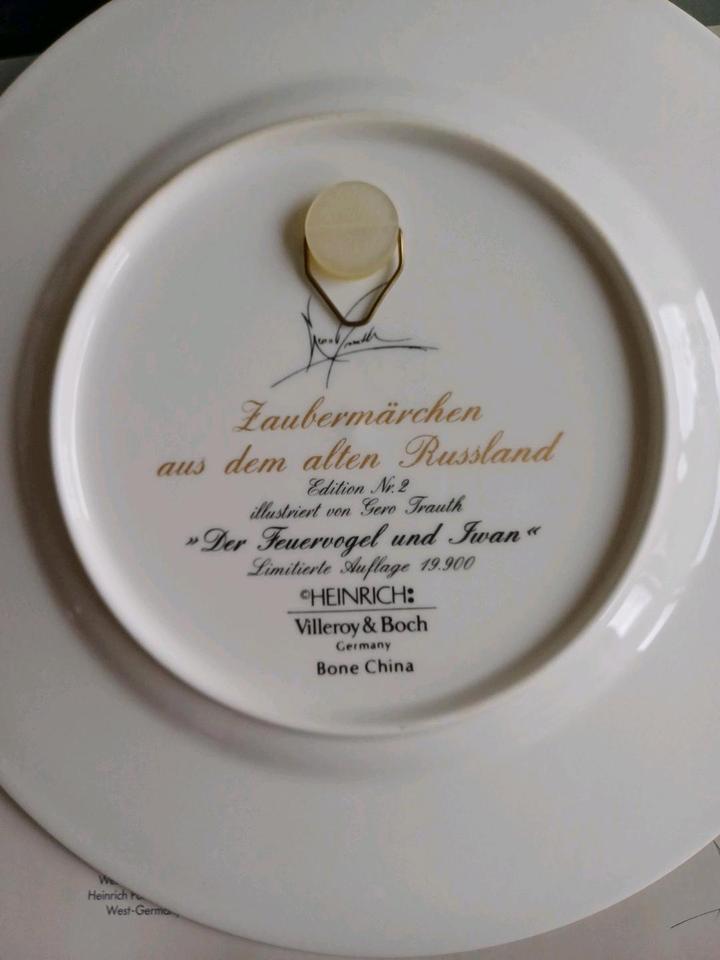 Zaubermärchen
aus dem alten Russland
Edition Nr. 2
illustriert von Gero Trauth
»Der Feuervogel und Iwan«
Limitierte Auflage 19.900
©HEINRICH:
Villeroy & Boch
Germany
Bone China
Heinrich
West-Germany